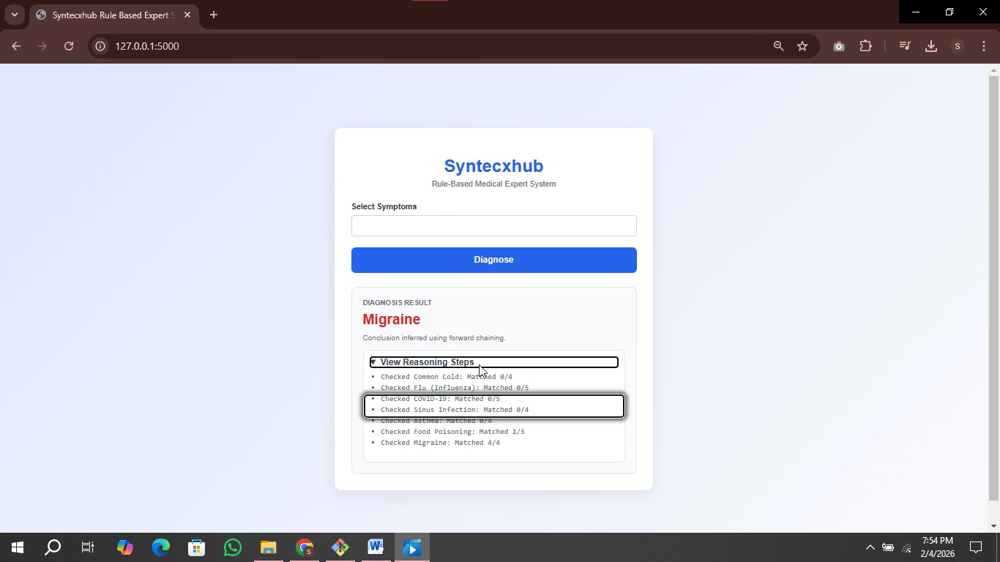 Syntecxhub Rule Based Expert S
127.0.0.1:5000
S
Syntecxhub
Rule-Based Medical Expert System
Select Symptoms
Diagnose
DIAGNOSIS RESULT
Migraine
Conclusion inferred using forward chaining.
▼ View Reasoning Steps
• Checked Common Cold: Matched 0/4
• Checked Flu (Influenza): Matched 0/5
• Checked COVID-19: Matched 0/5
• Checked Sinus Infection: Matched 0/4
• Checked Asthma: Matched 0/4
• Checked Food Poisoning: Matched 1/5
• Checked Migraine: Matched 4/4
7:54 PM
2/4/2026